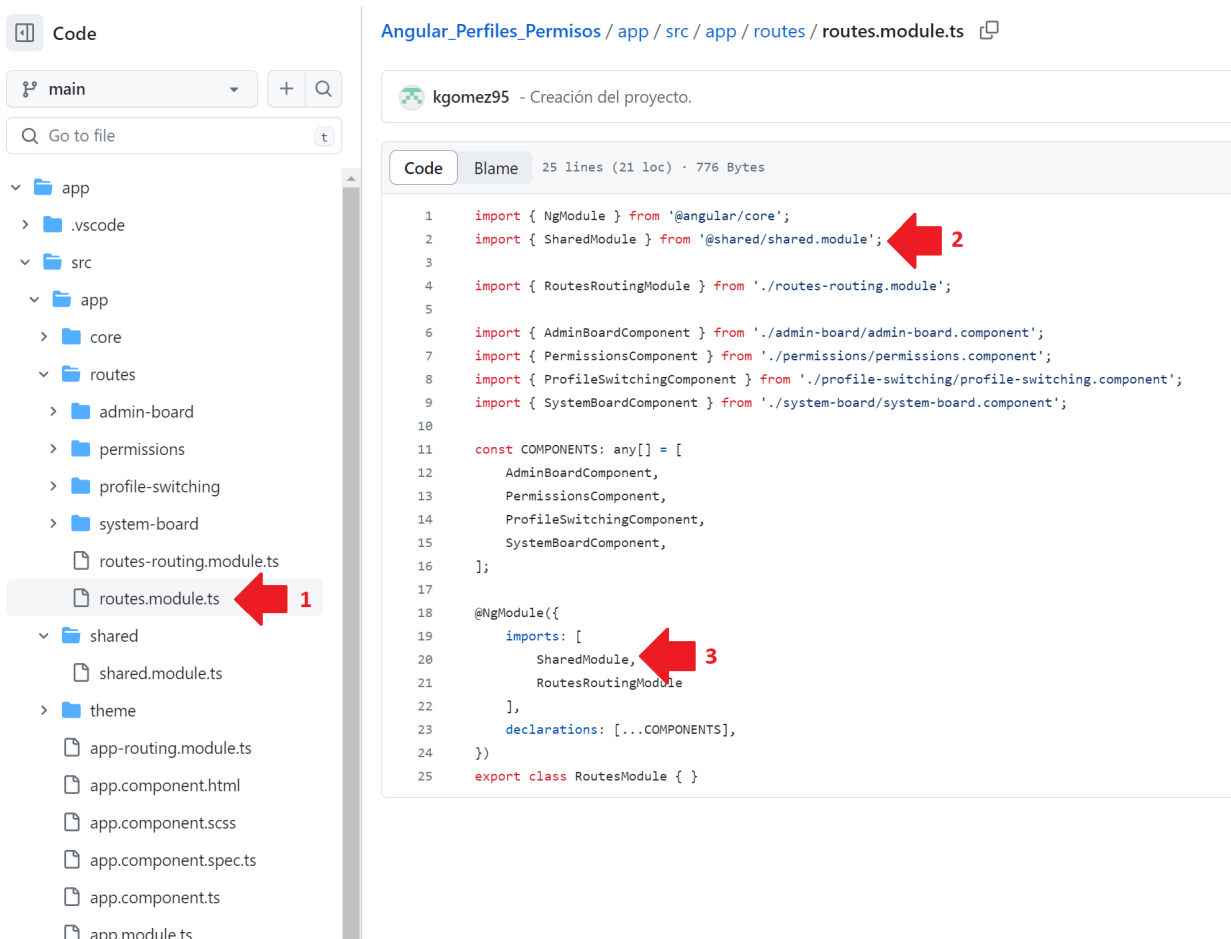 Code
main
Go to file
t
app
.vscode
src
app
core
routes
admin-board
permissions
profile-switching
system-board
routes-routing.module.ts
routes.module.ts
1
shared
shared.module.ts
theme
app-routing.module.ts
app.component.html
app.component.scss
app.component.spec.ts
app.component.ts
app.module.ts
Angular_Perfiles_Permisos / app / src / app / routes / routes.module.ts
kgomez95 - Creación del proyecto.
Code Blame 25 lines (21 loc) · 776 Bytes
1 import { NgModule } from '@angular/core';
2 import { SharedModule } from '@shared/shared.module'; 2
3
4 import { RoutesRoutingModule } from './routes-routing.module';
5
6 import { AdminBoardComponent } from './admin-board/admin-board.component';
7 import { PermissionsComponent } from './permissions/permissions.component';
8 import { ProfileSwitchingComponent } from './profile-switching/profile-switching.component';
9 import { SystemBoardComponent } from './system-board/system-board.component';
10
11 const COMPONENTS: any[] = [
12 AdminBoardComponent,
13 PermissionsComponent,
14 ProfileSwitchingComponent,
15 SystemBoardComponent,
16 ];
17
18 @NgModule({
19 imports: [
20 SharedModule, 3
21 RoutesRoutingModule
22 ],
23 declarations: [...COMPONENTS],
24 })
25 export class RoutesModule { }